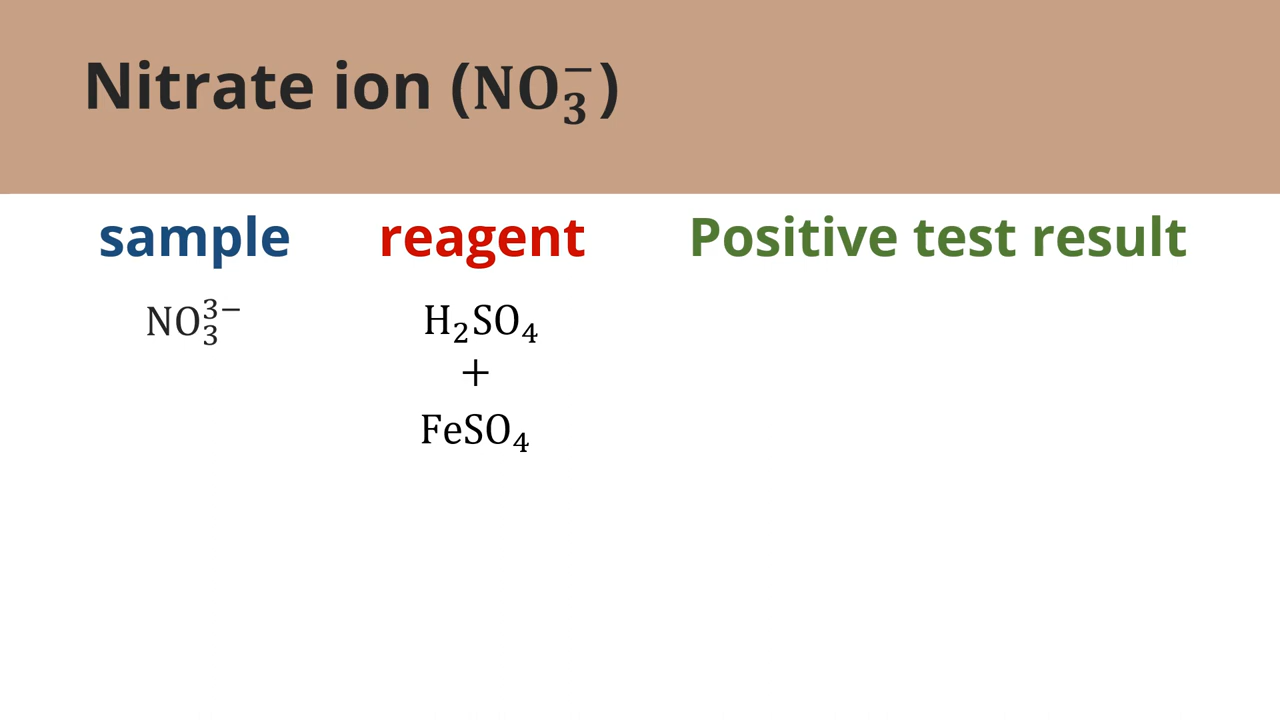 Nitrate ion (NO₃⁻)
sample reagent Positive test result
NO₃³⁻ H₂SO₄
+
FeSO₄